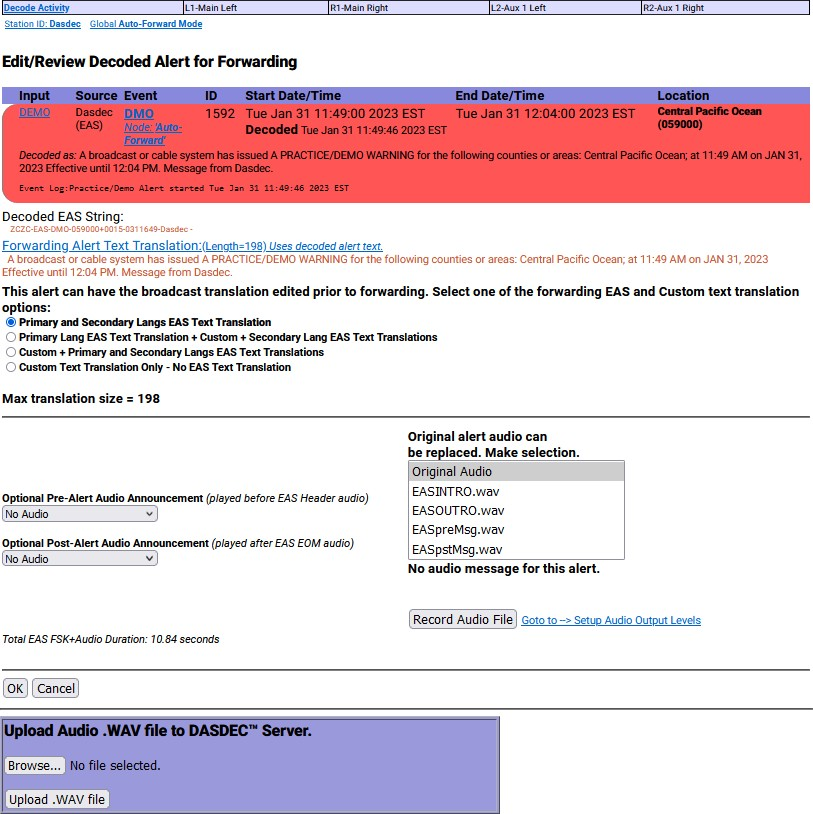 Decode Activity L1-Main Left R1-Main Right L2-Aux 1 Left R2-Aux 1 Right
Station ID: Dasdec Global Auto-Forward Mode
Edit/Review Decoded Alert for Forwarding
Input Source Event ID Start Date/Time End Date/Time Location
DEMO Dasdec (EAS) DMO Node: 'Auto-Forward' 1592 Tue Jan 31 11:49:00 2023 EST Decoded Tue Jan 31 11:49:46 2023 EST Tue Jan 31 12:04:00 2023 EST Central Pacific Ocean (059000)
Decoded as: A broadcast or cable system has issued A PRACTICE/DEMO WARNING for the following counties or areas: Central Pacific Ocean; at 11:49 AM on JAN 31,
2023 Effective until 12:04 PM. Message from Dasdec.
Event Log:Practice/Demo Alert started Tue Jan 31 11:49:46 2023 EST
Decoded EAS String:
ZCZC-EAS-DMO-059000+0015-0311649-Dasdec -
Forwarding Alert Text Translation:(Length=198) Uses decoded alert text.
A broadcast or cable system has issued A PRACTICE/DEMO WARNING for the following counties or areas: Central Pacific Ocean; at 11:49 AM on JAN 31, 2023
Effective until 12:04 PM. Message from Dasdec.
This alert can have the broadcast translation edited prior to forwarding. Select one of the forwarding EAS and Custom text translation
options:
Primary and Secondary Langs EAS Text Translation
Primary Lang EAS Text Translation + Custom + Secondary Lang EAS Text Translations
Custom + Primary and Secondary Langs EAS Text Translations
Custom Text Translation Only - No EAS Text Translation
Max translation size = 198
Optional Pre-Alert Audio Announcement (played before EAS Header audio)
No Audio
Optional Post-Alert Audio Announcement (played after EAS EOM audio)
No Audio
Original alert audio can
be replaced. Make selection.
Original Audio
EASINTRO.wav
EASOUTRO.wav
EASpreMsg.wav
EASpstMsg.wav
No audio message for this alert.
Record Audio File Goto to --> Setup Audio Output Levels
Total EAS FSK+Audio Duration: 10.84 seconds
OK Cancel
Upload Audio .WAV file to DASDEC™ Server.
Browse... No file selected.
Upload .WAV file